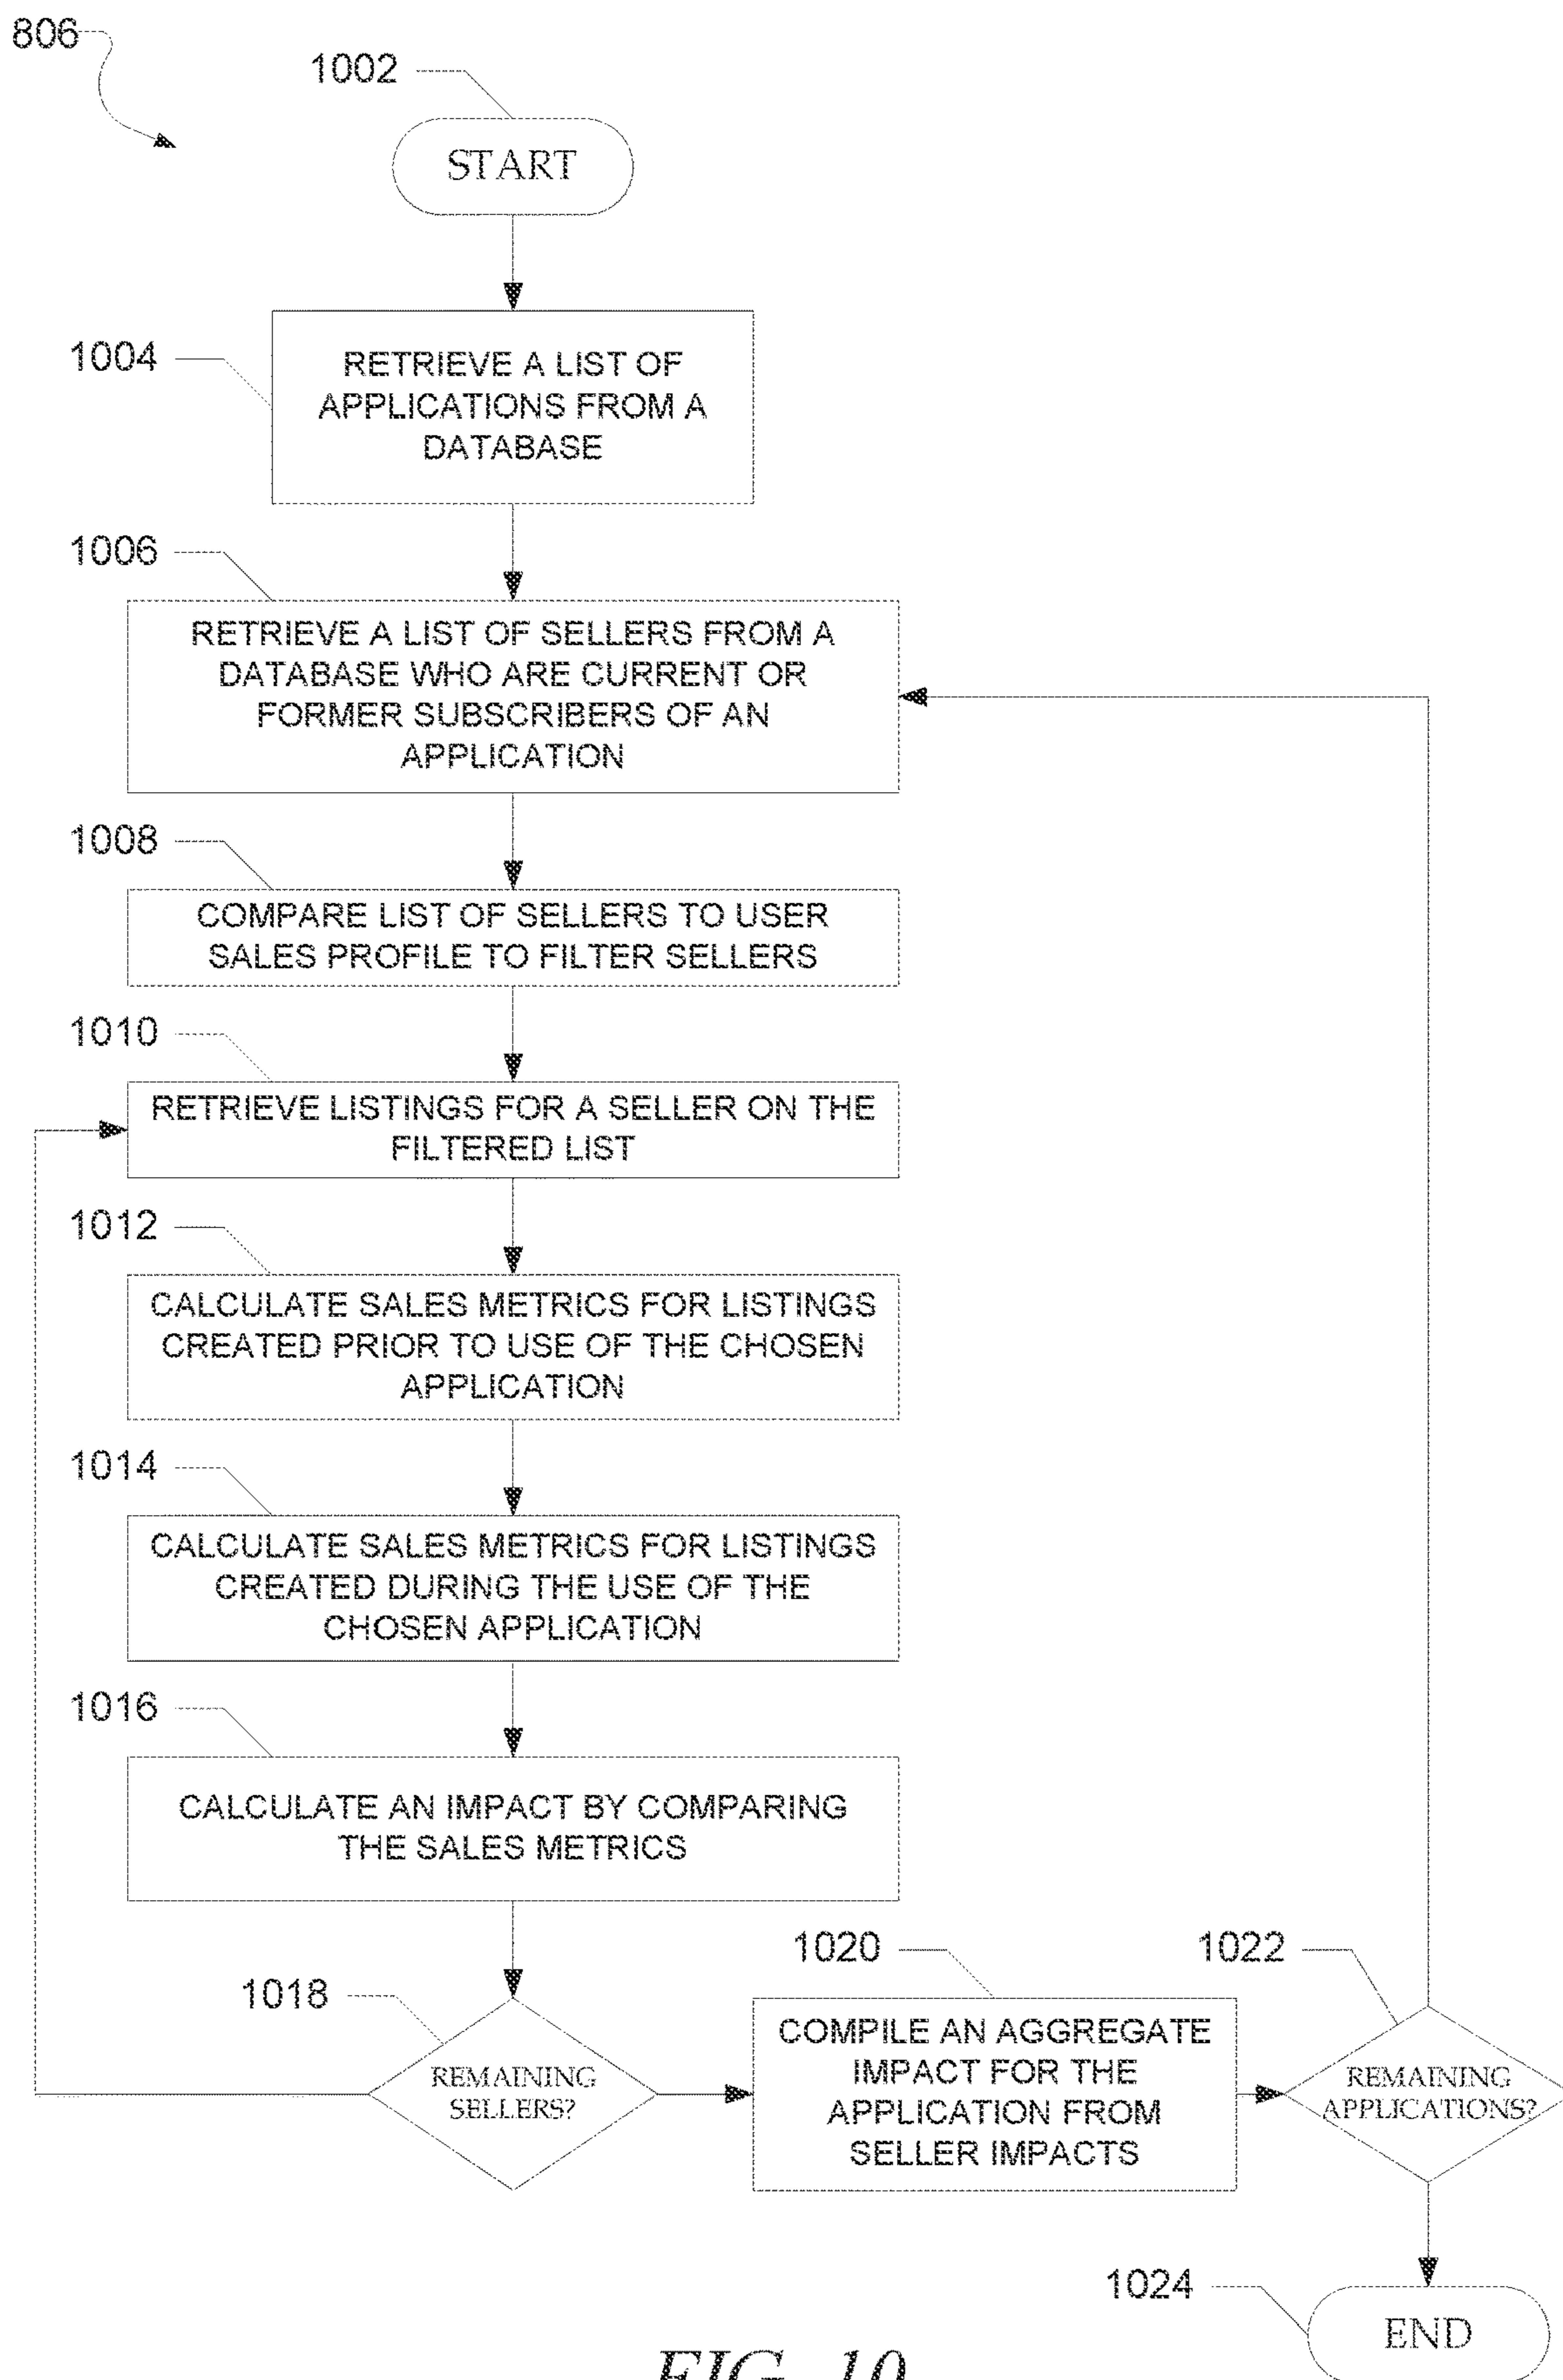 806
1002
START
1004
RETRIEVE A LIST OF
APPLICATIONS FROM A
DATABASE
1006
RETRIEVE A LIST OF SELLERS FROM A
DATABASE WHO ARE CURRENT OR
FORMER SUBSCRIBERS OF AN
APPLICATION
1008
COMPARE LIST OF SELLERS TO USER
SALES PROFILE TO FILTER SELLERS
1010
RETRIEVE LISTINGS FOR A SELLER ON THE
FILTERED LIST
1012
CALCULATE SALES METRICS FOR LISTINGS
CREATED PRIOR TO USE OF THE CHOSEN
APPLICATION
1014
CALCULATE SALES METRICS FOR LISTINGS
CREATED DURING THE USE OF THE
CHOSEN APPLICATION
1016
CALCULATE AN IMPACT BY COMPARING
THE SALES METRICS
1018
REMAINING
SELLERS?
1020
COMPILE AN AGGREGATE
IMPACT FOR THE
APPLICATION FROM
SELLER IMPACTS
1022
REMAINING
APPLICATIONS?
1024
END
FIG. 10